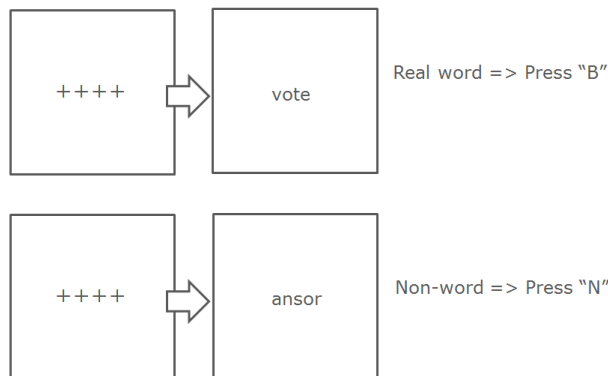 ++++
vote
Real word => Press “B”
++++
ansor
Non-word => Press “N”